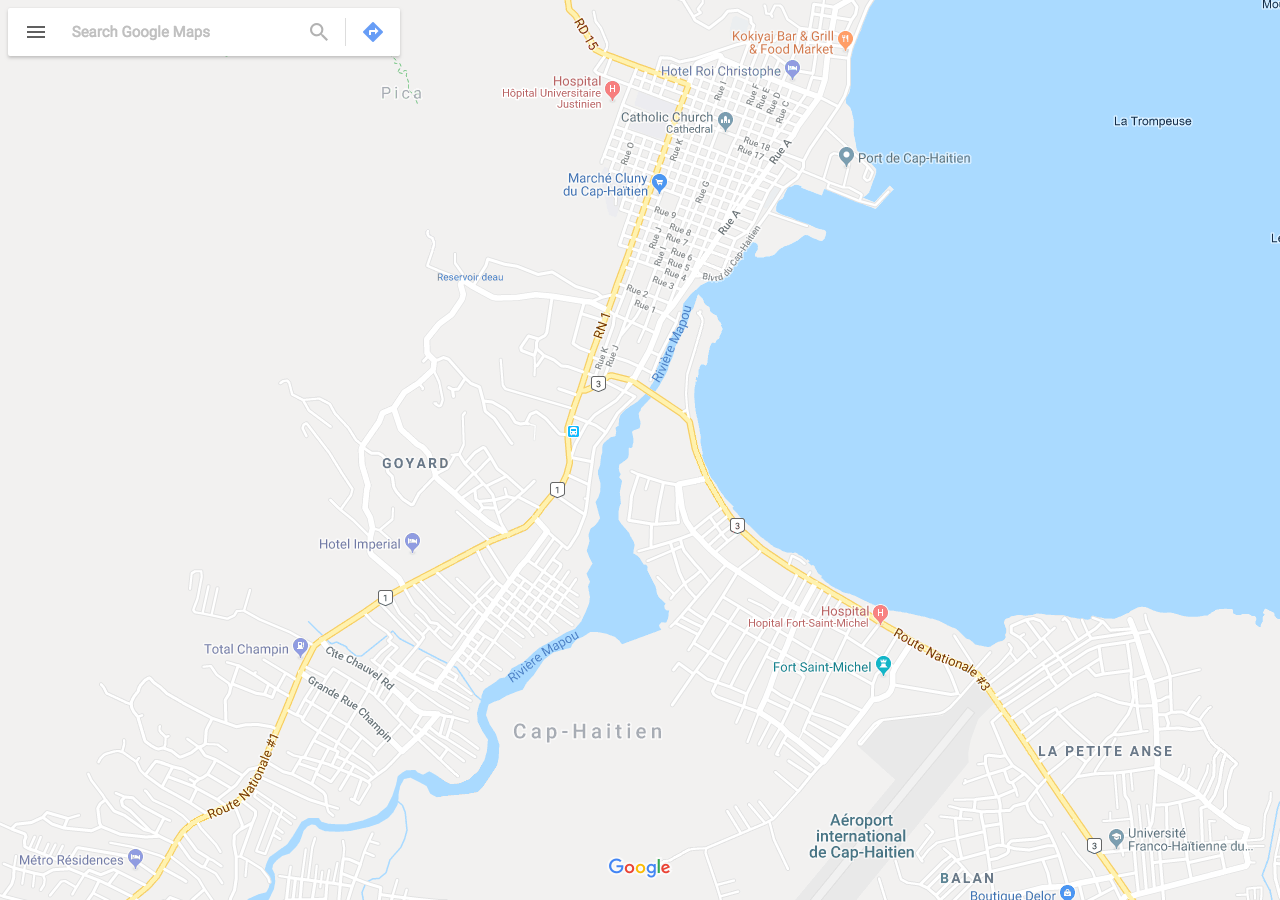 Search Google Maps
RD 15
Kokiyaj Bar & Grill
& Food Market
Hotel Roi Christophe
Hospital
Hôpital Universitaire
Justinien
Pica
Rue I
Rue F
Rue E
Rue D
Rue C
Catholic Church
Cathedral
La Trompeuse
Rue O
Rue K
Rue 18
Rue 17
Rue A
Port de Cap-Haitien
Marché Cluny
du Cap-Haïtien
Rue G
Rue 9
Rue 8
Rue 7
Rue 6
Rue 5
Rue 4
Rue 3
Rue J
Rue I
Rue A
Blvrd du Cap-Haitien
Reservoir deau
Rue 2
Rue 1
RN 1
Rivière Mapou
Rue K
Rue J
3
GOYARD
1
3
Hotel Imperial
1
Hospital
Hopital Fort-Saint-Michel
Route Nationale #3
Total Champin
Cite Chauvel Rd
Rivière Mapou
Fort Saint-Michel
Grande Rue Champin
Cap-Haitien
Route Nationale #1
LA PETITE ANSE
Aéroport
international
de Cap-Haitien
3
Université
Franco-Haïtienne du...
Métro Résidences
Google
BALAN
Boutique Delor